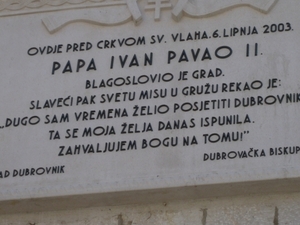 OVDJE PRED CRKVOM SV. VLAHA, 6. LIPNJA 2003.
PAPA IVAN PAVAO II.
BLAGOSLOVIO JE GRAD.
SLAVEĆI PAK SVETU MISU U GRUŽU REKAO JE:
„DUGO SAM VREMENA ŽELIO POSJETITI DUBROVNIK
TA SE MOJA ŽELJA DANAS ISPUNILA.
ZAHVALJUJEM BOGU NA TOMU!"
AD DUBROVNIK
DUBROVAČKA BISKUP